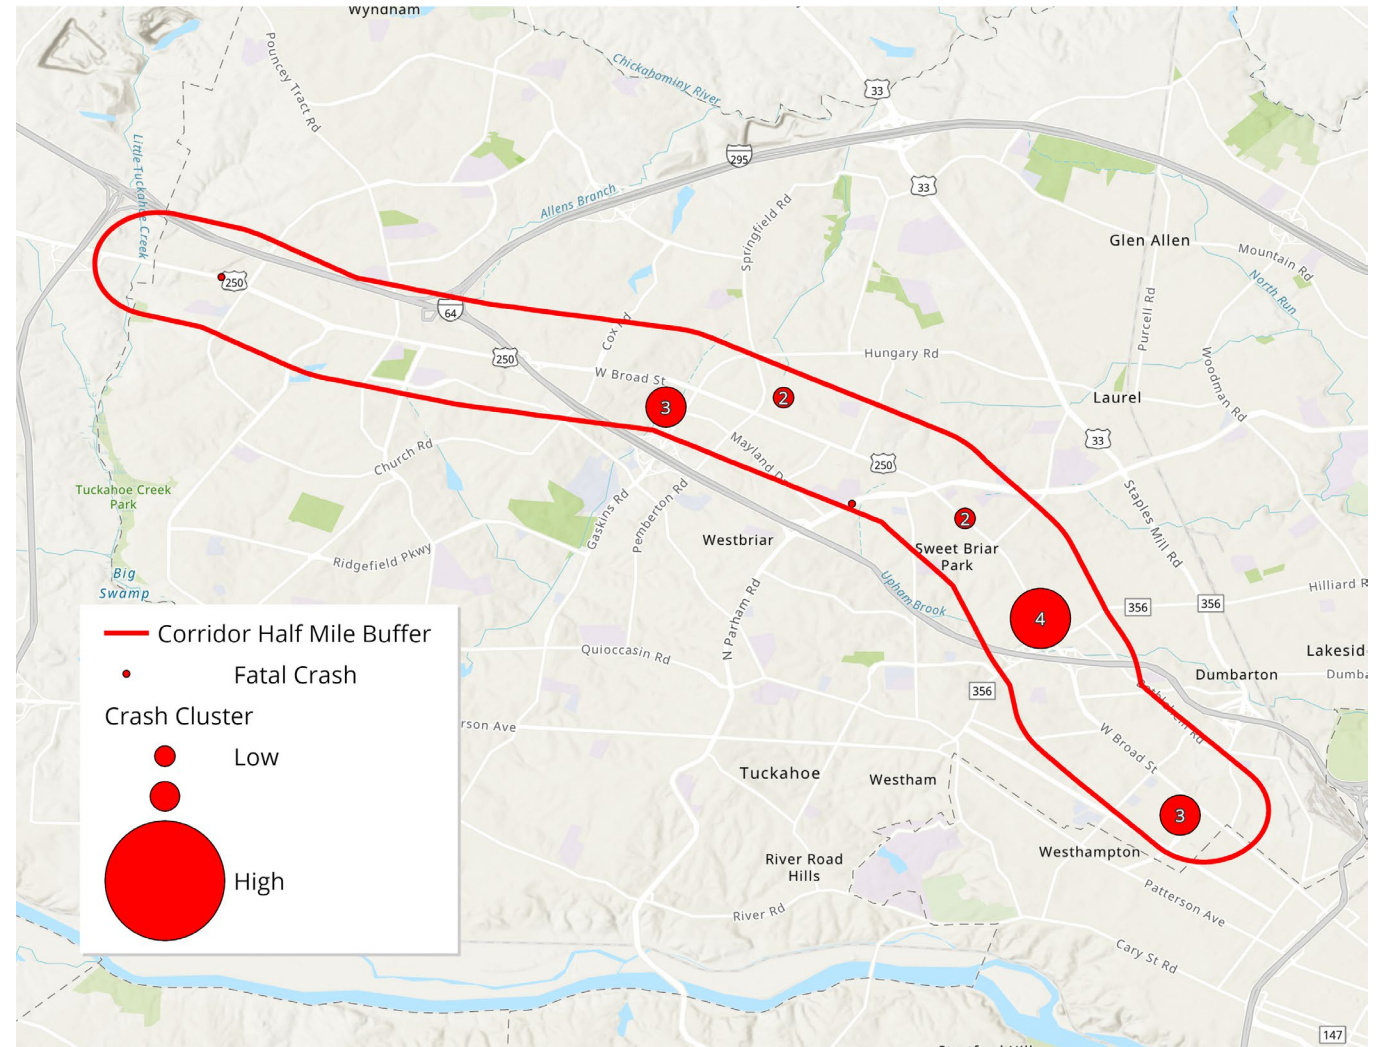 Wyndham
Pouncey Tract Rd
Chickahominy River
33
295
33
Little Tuckahoe Creek
Allens Branch
Springfield Rd
Glen Allen
Mountain Rd
North Run
250
64
Cox Rd
Purcell Rd
250
Hungary Rd
Woodman Rd
W Broad St
3
2
Laurel
33
Mayland Dr
250
Church Rd
Tuckahoe Creek
Park
Gaskins Rd
Pemberton Rd
Staples Mill Rd
2
Westbriar
Sweet Briar
Park
Ridgefield Pkwy
Big
Swamp
Upham Brook
Hilliard R
356
356
4
N Parham Rd
Corridor Half Mile Buffer
Fatal Crash
Crash Cluster
Low
High
Quioccasin Rd
Lakesid
Dumbarton
Dumba
356
Bethlehem Rd
rson Ave
W Broad St
Tuckahoe
Westham
3
River Road
Hills
Westhampton
Patterson Ave
River Rd
Cary St Rd
147